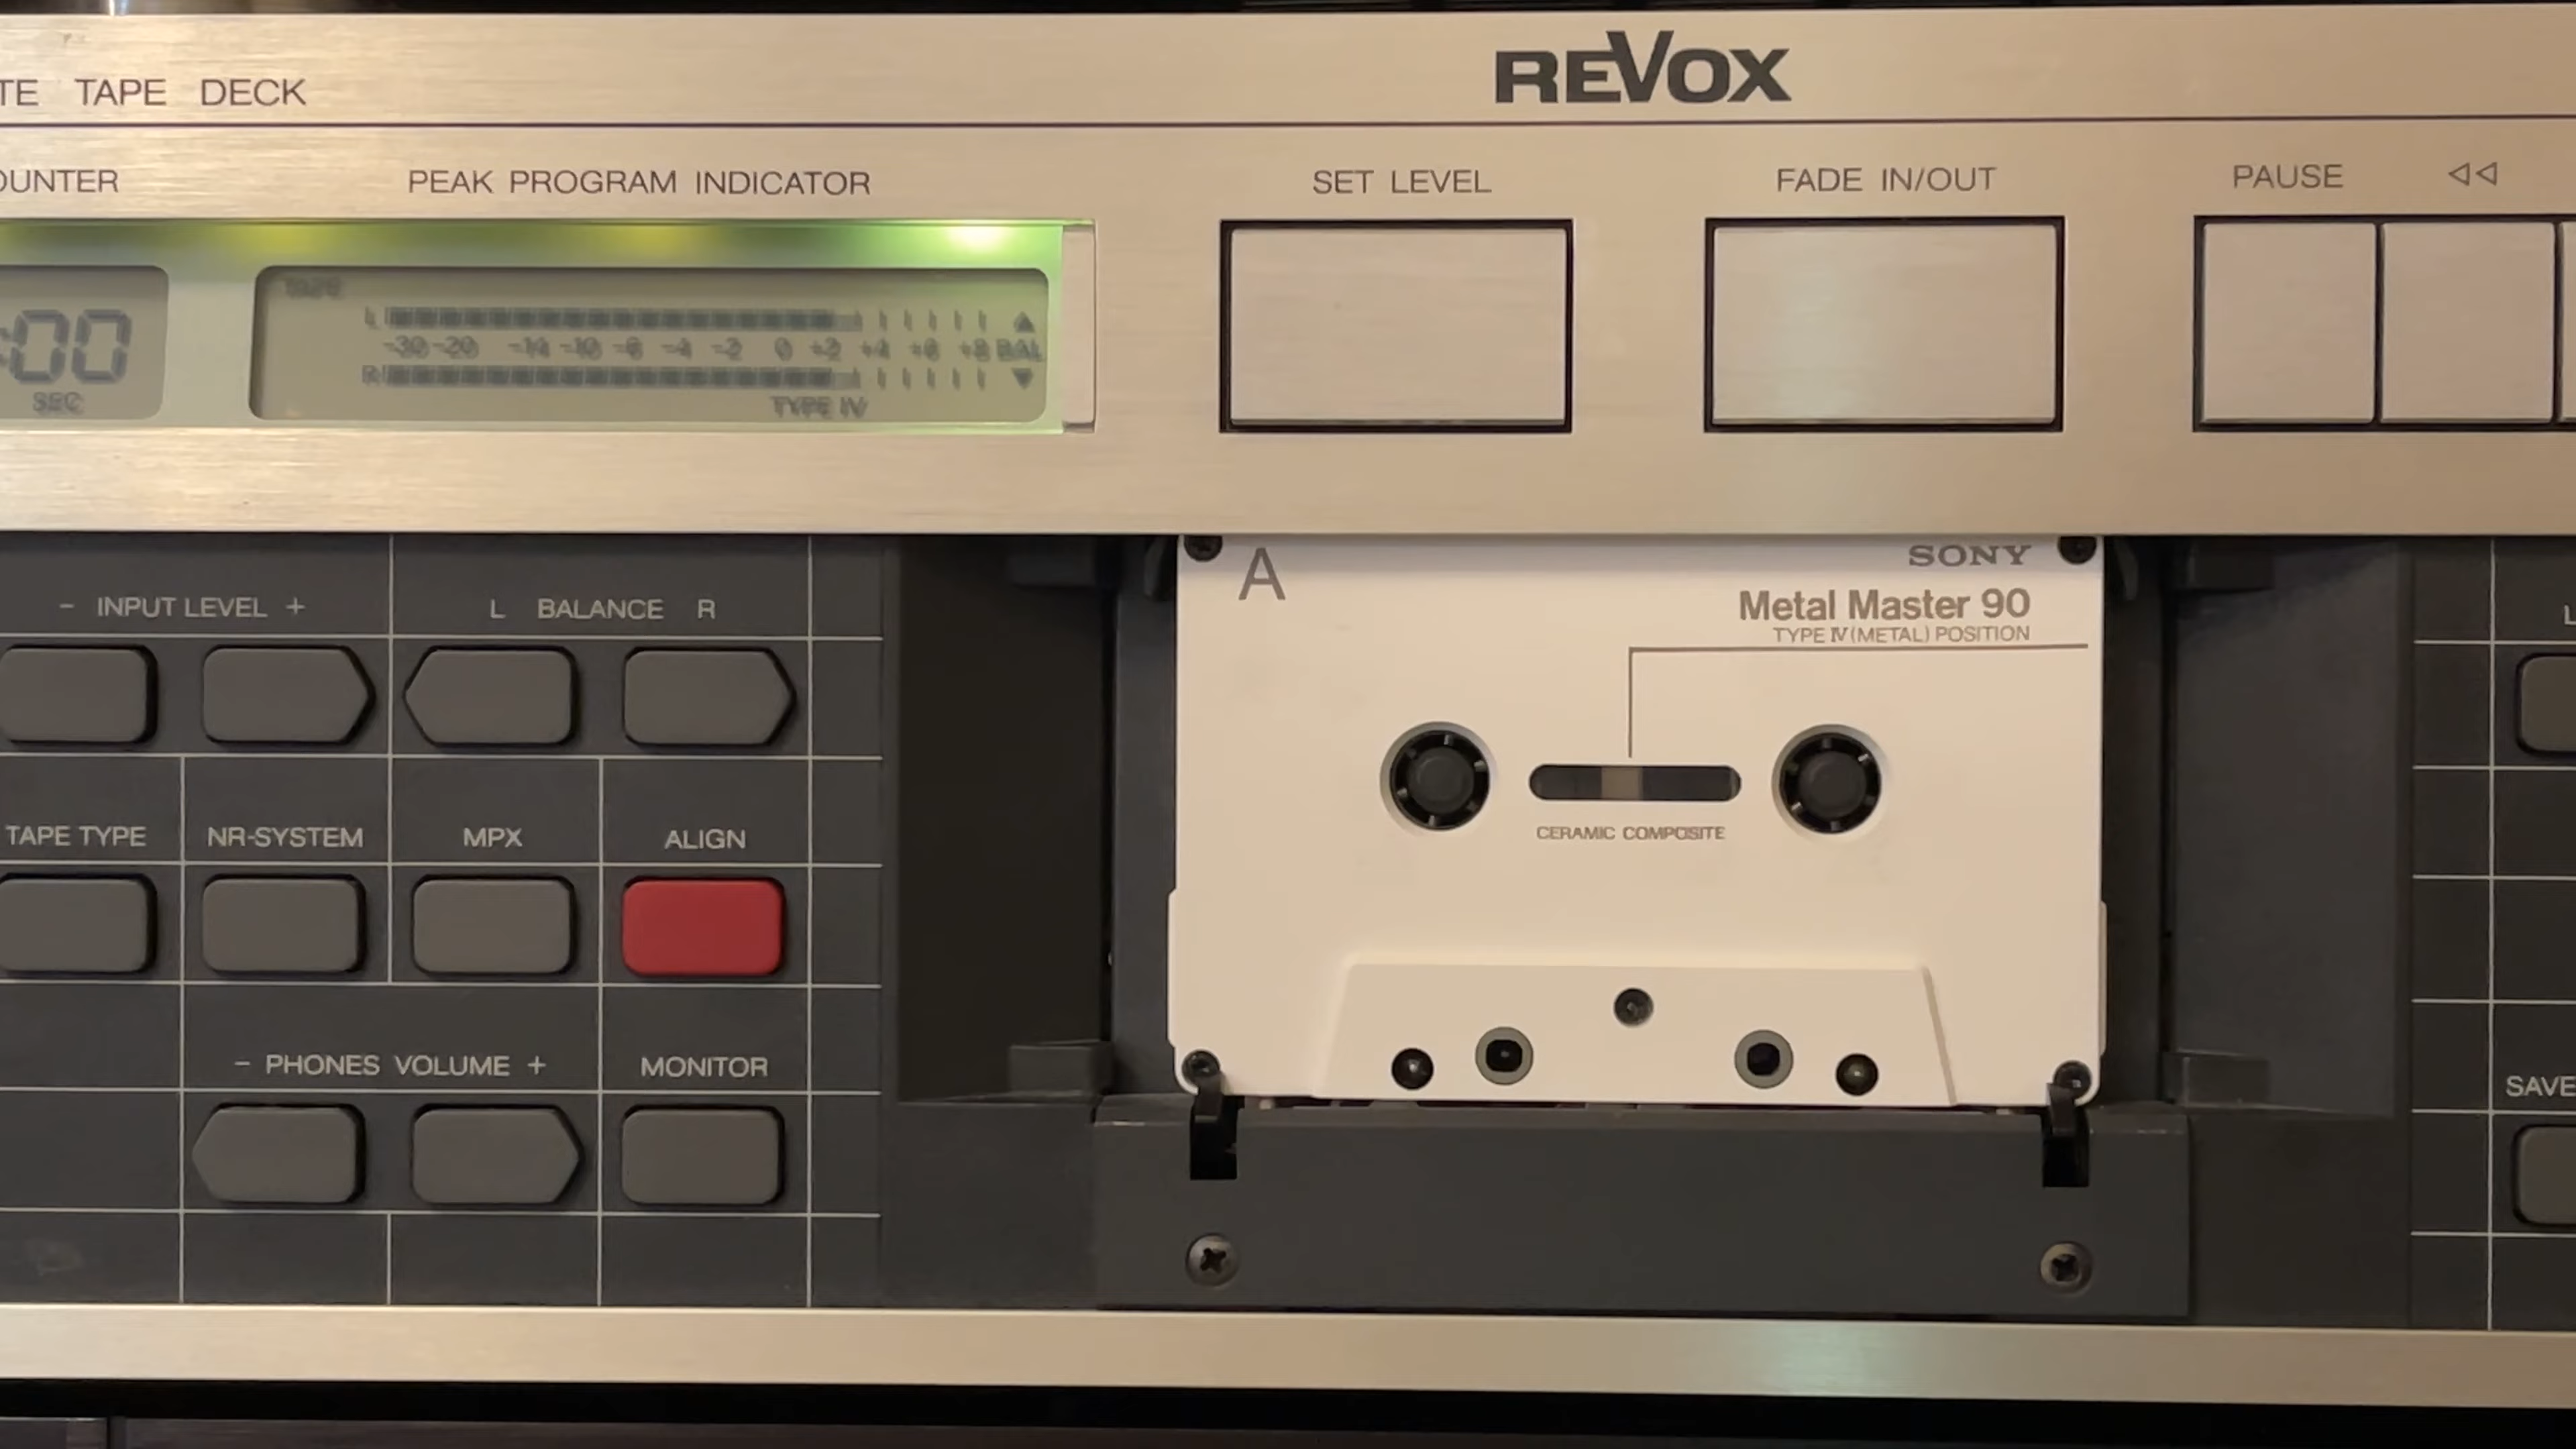 TE TAPE DECK
REVOX
OUNTER
PEAK PROGRAM INDICATOR
SET LEVEL
FADE IN/OUT
PAUSE
TAPE
:00
SEC
L
-30 -20 -14 -10 -6 -4 -2 0 +2 +4 +6 +8 BAL
R
TYPE IV
- INPUT LEVEL +
L BALANCE R
A
SONY
Metal Master 90
TYPE IV (METAL) POSITION
CERAMIC COMPOSITE
L
TAPE TYPE
NR-SYSTEM
MPX
ALIGN
- PHONES VOLUME +
MONITOR
SAVE